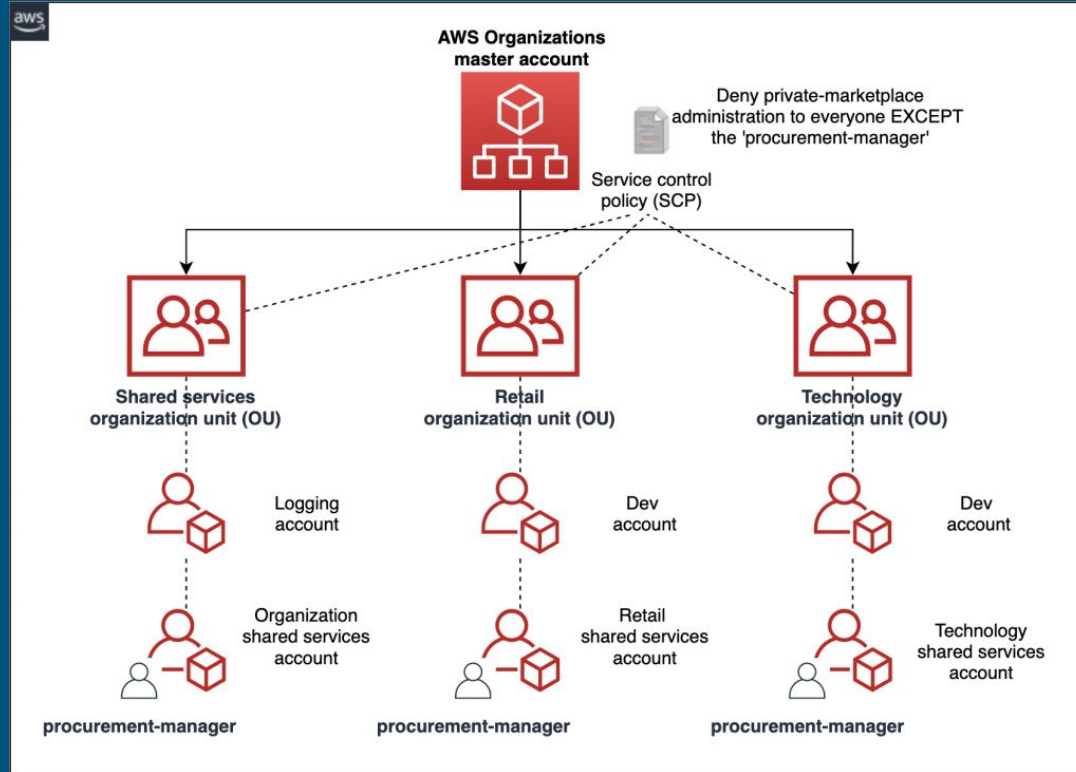 aws
AWS Organizations
master account
Deny private-marketplace
administration to everyone EXCEPT
the 'procurement-manager'
Service control
policy (SCP)
Shared services
organization unit (OU)
Retail
organization unit (OU)
Technology
organization unit (OU)
Logging
account
Dev
account
Dev
account
Organization
shared services
account
Retail
shared services
account
Technology
shared services
account
procurement-manager
procurement-manager
procurement-manager